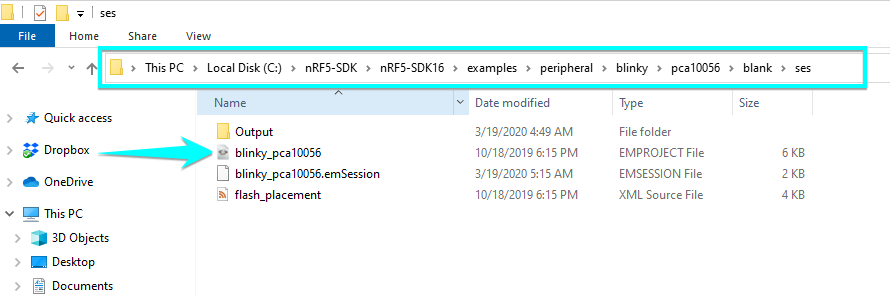 ses
File Home Share View
This PC Local Disk (C:) nRF5-SDK nRF5-SDK16 examples peripheral blinky pca10056 blank ses
Name Date modified Type Size
Quick access
Dropbox
OneDrive
This PC
3D Objects
Desktop
Documents
Output 3/19/2020 4:49 AM File folder
blinky_pca10056 10/18/2019 6:15 PM EMPROJECT File 6 KB
blinky_pca10056.emSession 3/19/2020 5:15 AM EMSESSION File 2 KB
flash_placement 10/18/2019 6:15 PM XML Source File 4 KB